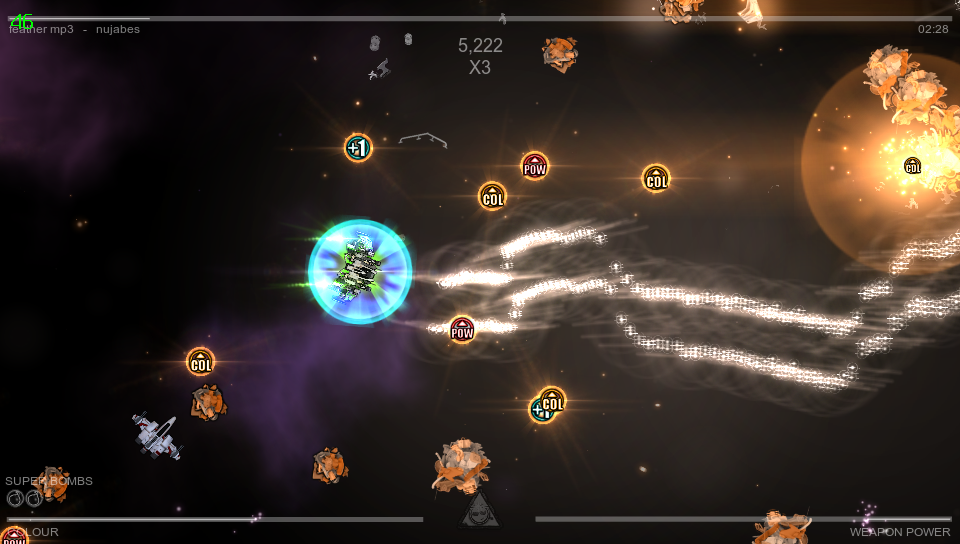 46
feather mp3 - nujabes
02:28
5,222
X3
+1
POW
COL
COL
COL
POW
COL
COL
SUPER BOMBS
COLOUR
WEAPON POWER
POW